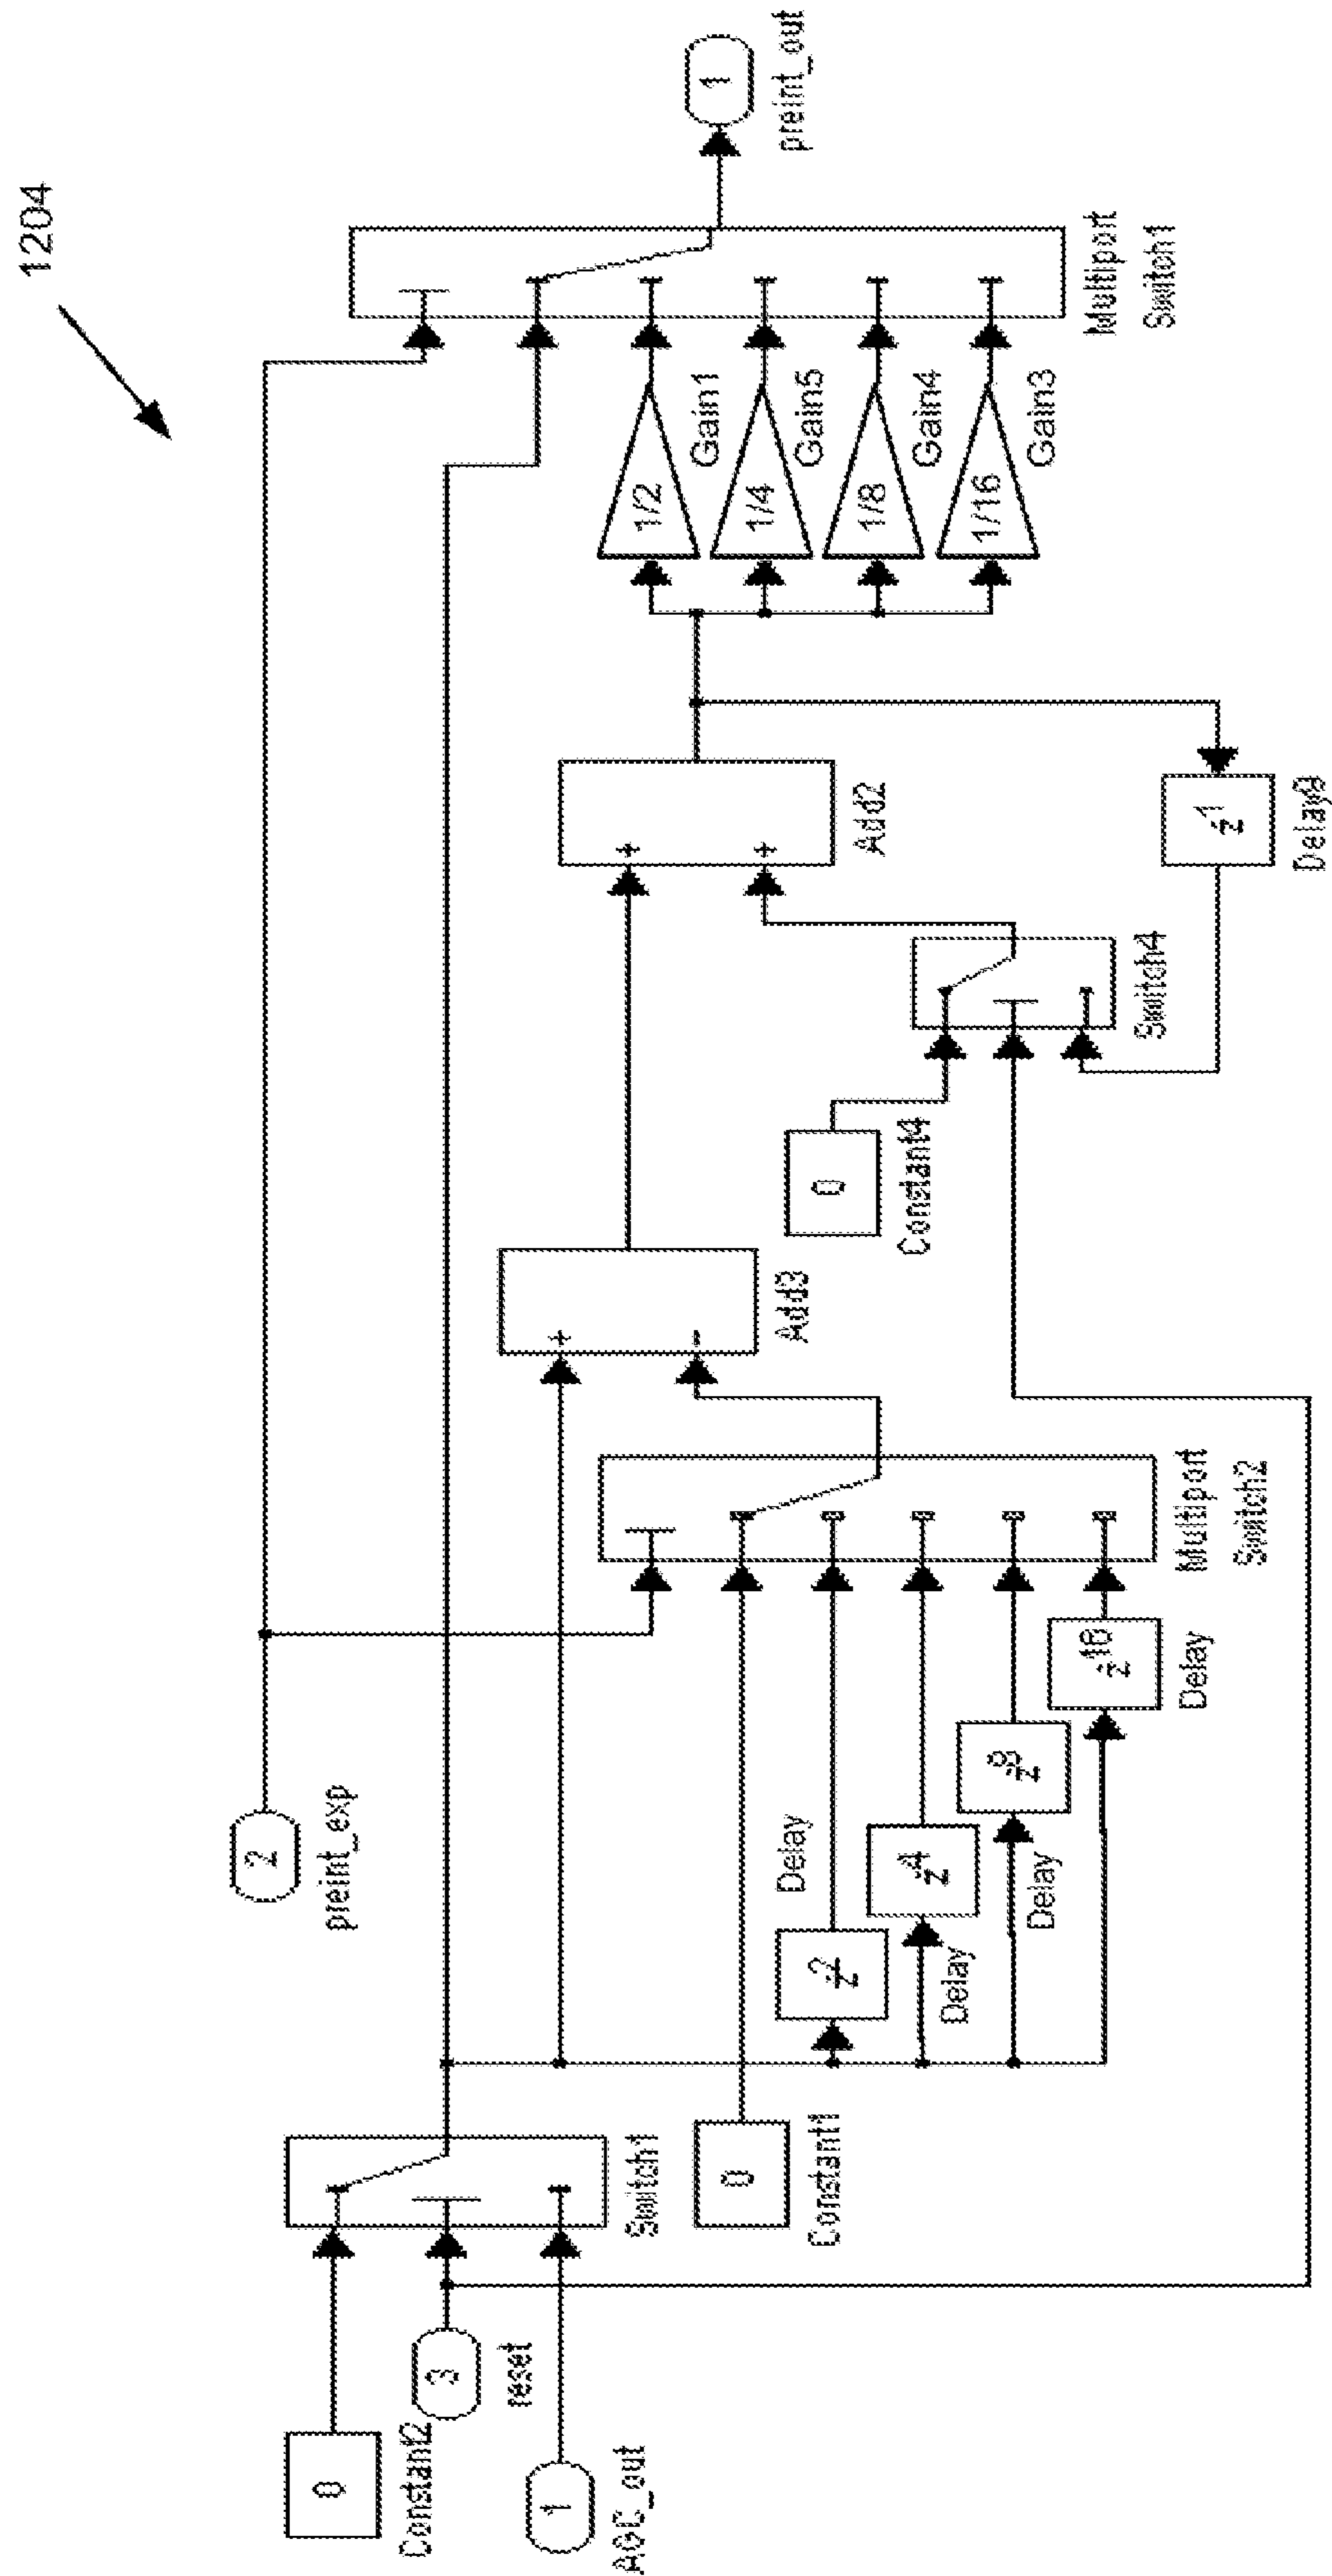 1204
0
Constant2
3
reset
1
AGC_out
Switch1
0
Constant1
2
preint_exp
z^-2
Delay
z^-4
Delay
z^-8
Delay
z^-16
Delay
Multiport
Switch2
+
-
Add3
0
Constant4
Switch4
+
+
Add2
z^-1
Delay9
1/2
Gain1
1/4
Gain5
1/8
Gain4
1/16
Gain3
Multiport
Switch1
1
preint_out